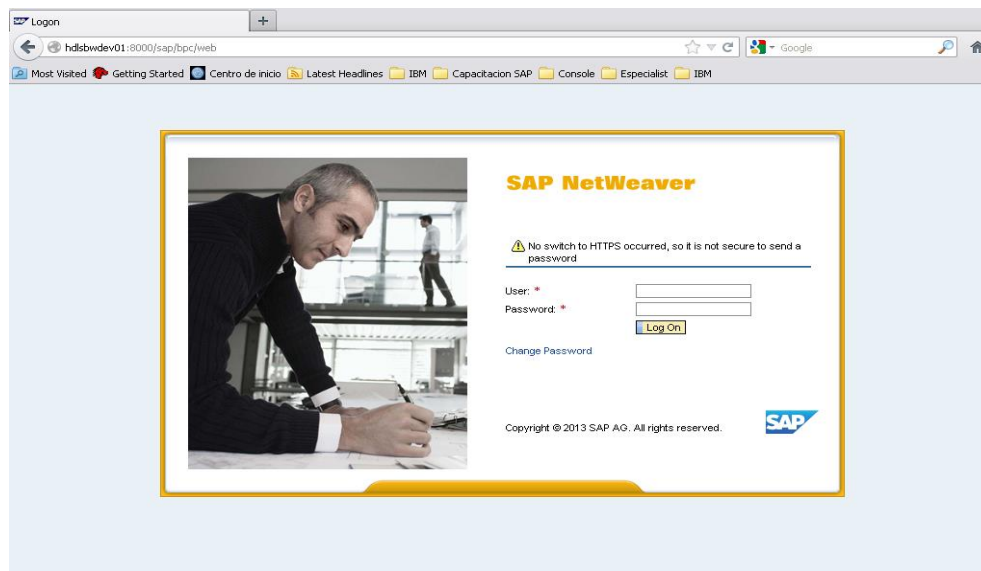 Logon
+
hdlsbwdev01:8000/sap/bpc/web
Google
Most Visited Getting Started Centro de inicio Latest Headlines IBM Capacitacion SAP Console Especialist IBM
SAP NetWeaver
No switch to HTTPS occurred, so it is not secure to send a
password
User: *
Password: *
Log On
Change Password
Copyright © 2013 SAP AG. All rights reserved.
SAP